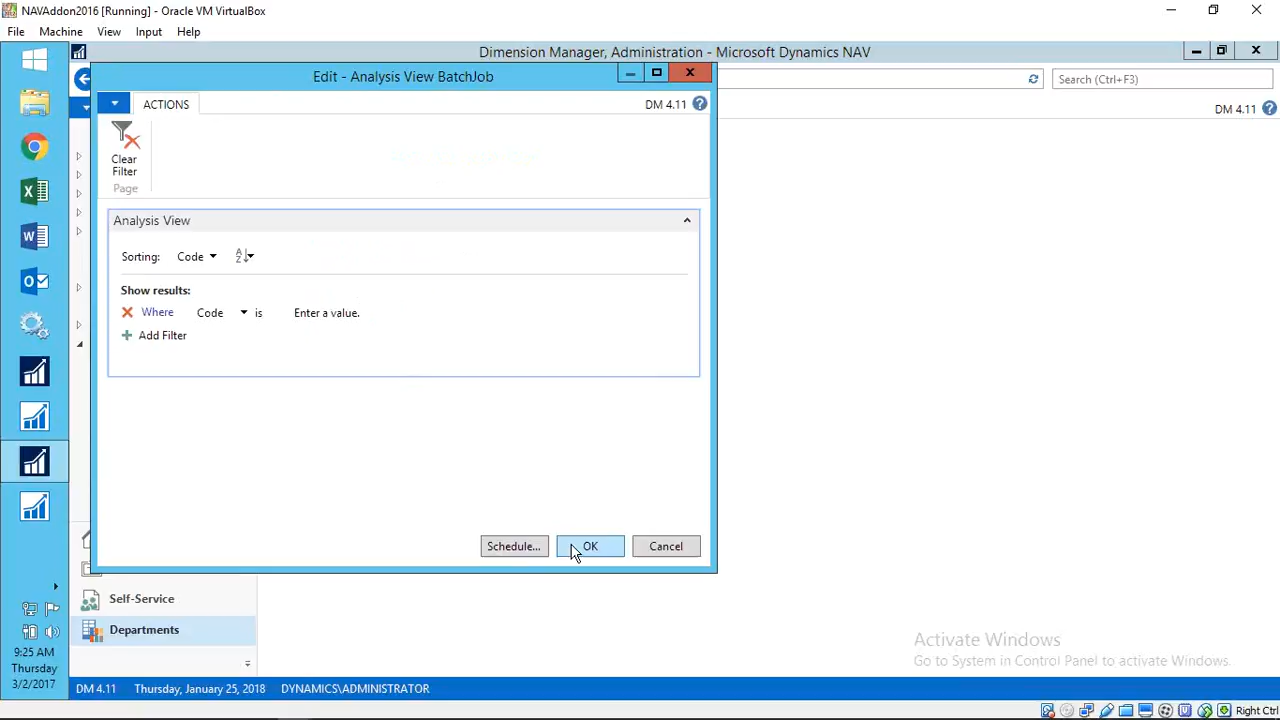 NAVAddon2016 [Running] - Oracle VM VirtualBox
File Machine View Input Help
Dimension Manager, Administration - Microsoft Dynamics NAV
Edit - Analysis View BatchJob
Search (Ctrl+F3)
ACTIONS
DM 4.11
DM 4.11
Clear
Filter
Page
Analysis View
Sorting: Code
Show results:
Where Code is Enter a value.
Add Filter
Schedule... OK Cancel
Self-Service
Departments
9:25 AM
Thursday
3/2/2017
Activate Windows
Go to System in Control Panel to activate Windows.
DM 4.11 Thursday, January 25, 2018 DYNAMICS\ADMINISTRATOR
Right Ctrl